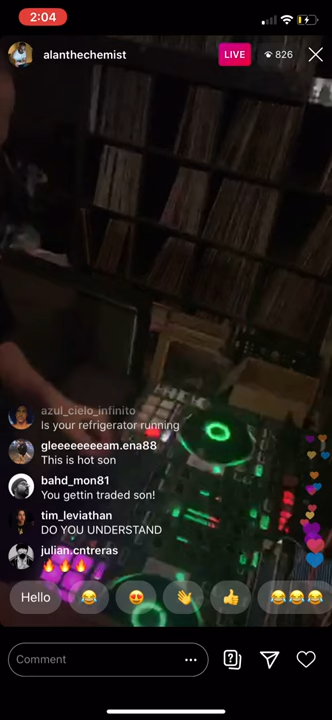 2:04
alanthechemist
LIVE
826
azul_cielo_infinito
Is your refrigerator running
gleeeeeeeam.ena88
This is hot son
bahd_mon81
You gettin traded son!
tim_leviathan
DO YOU UNDERSTAND
julian.cntreras
🔥🔥🔥
Hello 😂 😍 👋 👍 😂😂😂
Comment